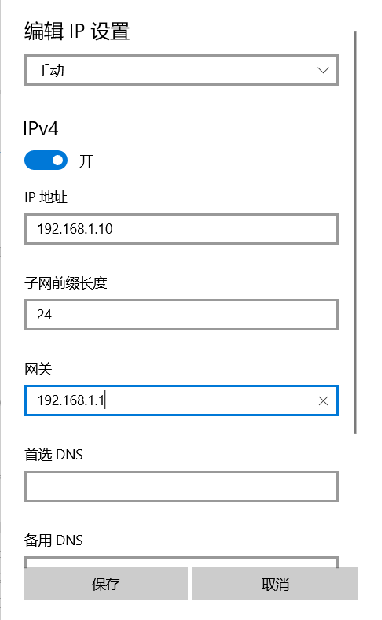 编辑 IP 设置
手动
IPv4
开
IP 地址
192.168.1.10
子网前缀长度
24
网关
192.168.1.1
首选 DNS
备用 DNS
保存
取消